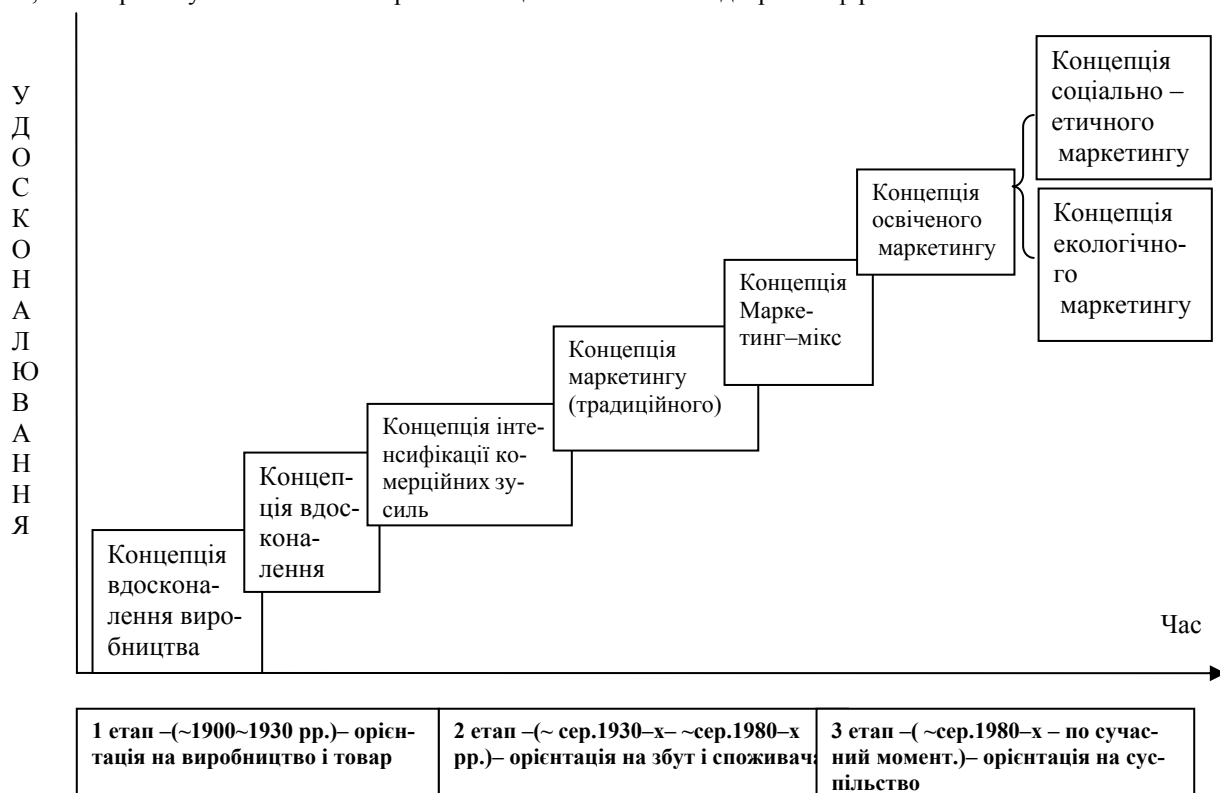 У
Д
О
С
К
О
Н
А
Л
Ю
В
А
Н
Н
Я
Концепція
соціально –
етичного
маркетингу
Концепція
екологічно-
го
маркетингу
Концепція
освіченого
маркетингу
Концепція
Марке-
тинг–мікс
Концепція
маркетингу
(традиційного)
Концепція інте-
нсифікації ко-
мерційних зу-
силь
Концеп-
ція вдос-
кона-
лення
Концепція
вдоскона-
лення виро-
бництва
Час
1 етап –(~1900~1930 рр.)– орієн-
тація на виробництво і товар
2 етап –(~ сер.1930–х– ~сер.1980–х
рр.)– орієнтація на збут і споживача
3 етап –( ~сер.1980–х – по сучас-
ний момент.)– орієнтація на сус-
пільство